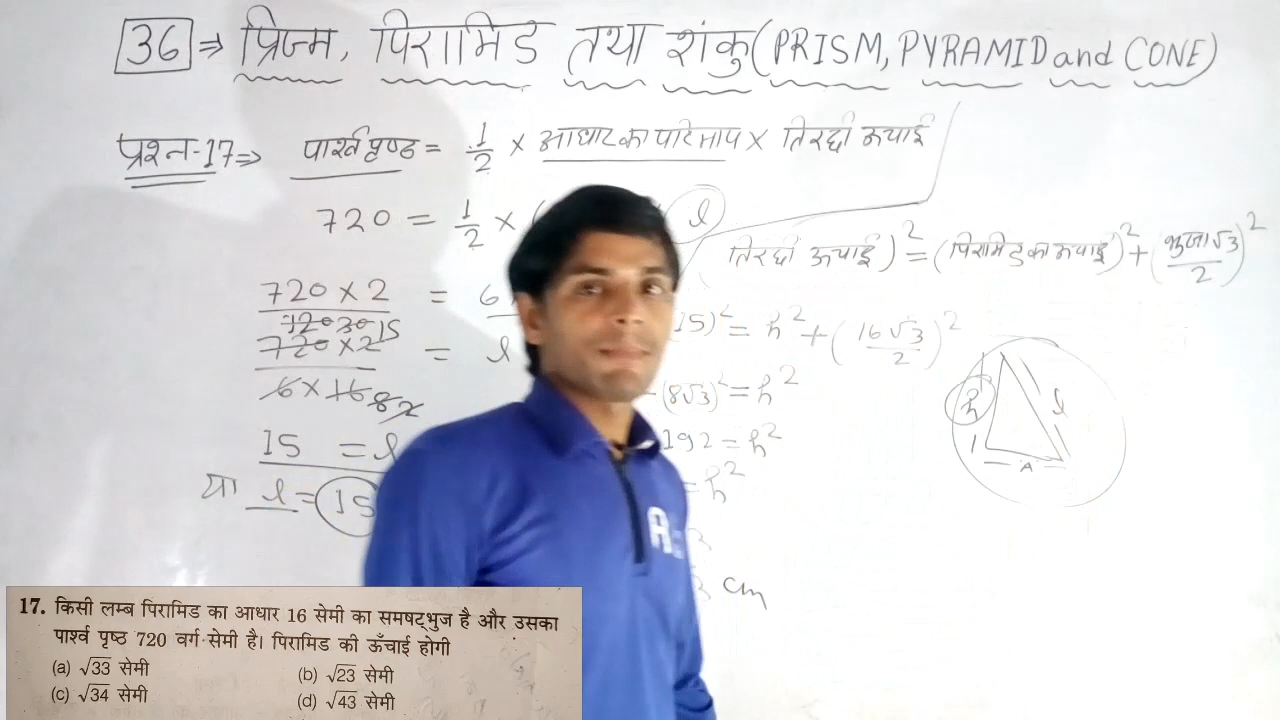 36 ⇒ प्रिज्म, पिरामिड तथा शंकु (PRISM, PYRAMID and CONE)
प्रश्न-17⇒ पार्श्व पृष्ठ = 1/2 × आधार का परिमाप × तिरछी ऊंचाई
720 = 1/2 × ( l
720 × 2 = 6
720 × 2 = l
6 × 16
15 = l
या l = 15
तिरछी ऊंचाई)² = (पिरामिड का ऊंचाई)² + (भुजा√3/2)²
15)² = h² + (16√3/2)²
-(8√3)² = h²
192 = h²
= h²
cm
h l
A
17. किसी लम्ब पिरामिड का आधार 16 सेमी का समषट्भुज है और उसका
पार्श्व पृष्ठ 720 वर्ग सेमी है। पिरामिड की ऊँचाई होगी
(a) √33 सेमी (b) √23 सेमी
(c) √34 सेमी (d) √43 सेमी